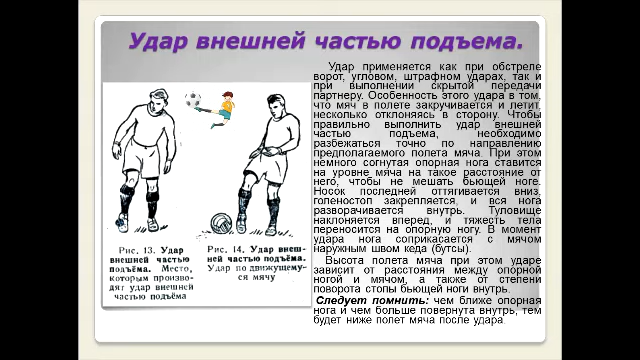 Удар внешней частью подъема.
Удар применяется как при обстреле
ворот, угловом, штрафном ударах, так и
при выполнении скрытой передачи
партнеру. Особенность этого удара в том,
что мяч в полете закручивается и летит,
несколько отклоняясь в сторону. Чтобы
правильно выполнить удар внешней
частью подъема, необходимо
разбежаться точно по направлению
предполагаемого полета мяча. При этом
немного согнутая опорная нога ставится
на уровне мяча на такое расстояние от
него, чтобы не мешать бьющей ноге.
Носок последней оттягивается вниз,
голеностоп закрепляется, и вся нога
разворачивается внутрь. Туловище
наклоняется вперед, и тяжесть тела
переносится на опорную ногу. В момент
удара нога соприкасается с мячом
наружным швом кеда (бутсы).
Высота полета мяча при этом ударе
зависит от расстояния между опорной
ногой и мячом, а также от степени
поворота стопы бьющей ноги внутрь.
Следует помнить: чем ближе опорная
нога и чем больше повернута внутрь, тем
будет ниже полет мяча после удара.
Рис. 13. Удар
внешней частью
подъёма. Место,
которым произво-
дят удар внешней
частью подъёма
Рис. 14. Удар внеш-
ней частью подъёма.
Удар по движущему-
ся мячу